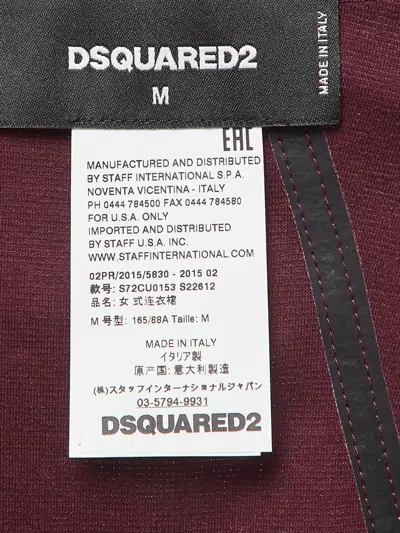 DSQUARED2
M
MADE IN ITALY
EAC
MANUFACTURED AND DISTRIBUTED
BY STAFF INTERNATIONAL S.P.A.
NOVENTA VICENTINA - ITALY
PH 0444 784500 FAX 0444 784580
FOR U.S.A. ONLY
IMPORTED AND DISTRIBUTED
BY STAFF U.S.A. INC.
WWW.STAFFINTERNATIONAL.COM
02PR/2015/5830 - 2015 02
款号: S72CU0153 S22612
品名: 女式连衣裙
M 号型: 165/88A Taille: M
MADE IN ITALY
イタリア製
原产国: 意大利製造
(株)スタッフインターナショナルジャパン
03-5794-9931
DSQUARED2